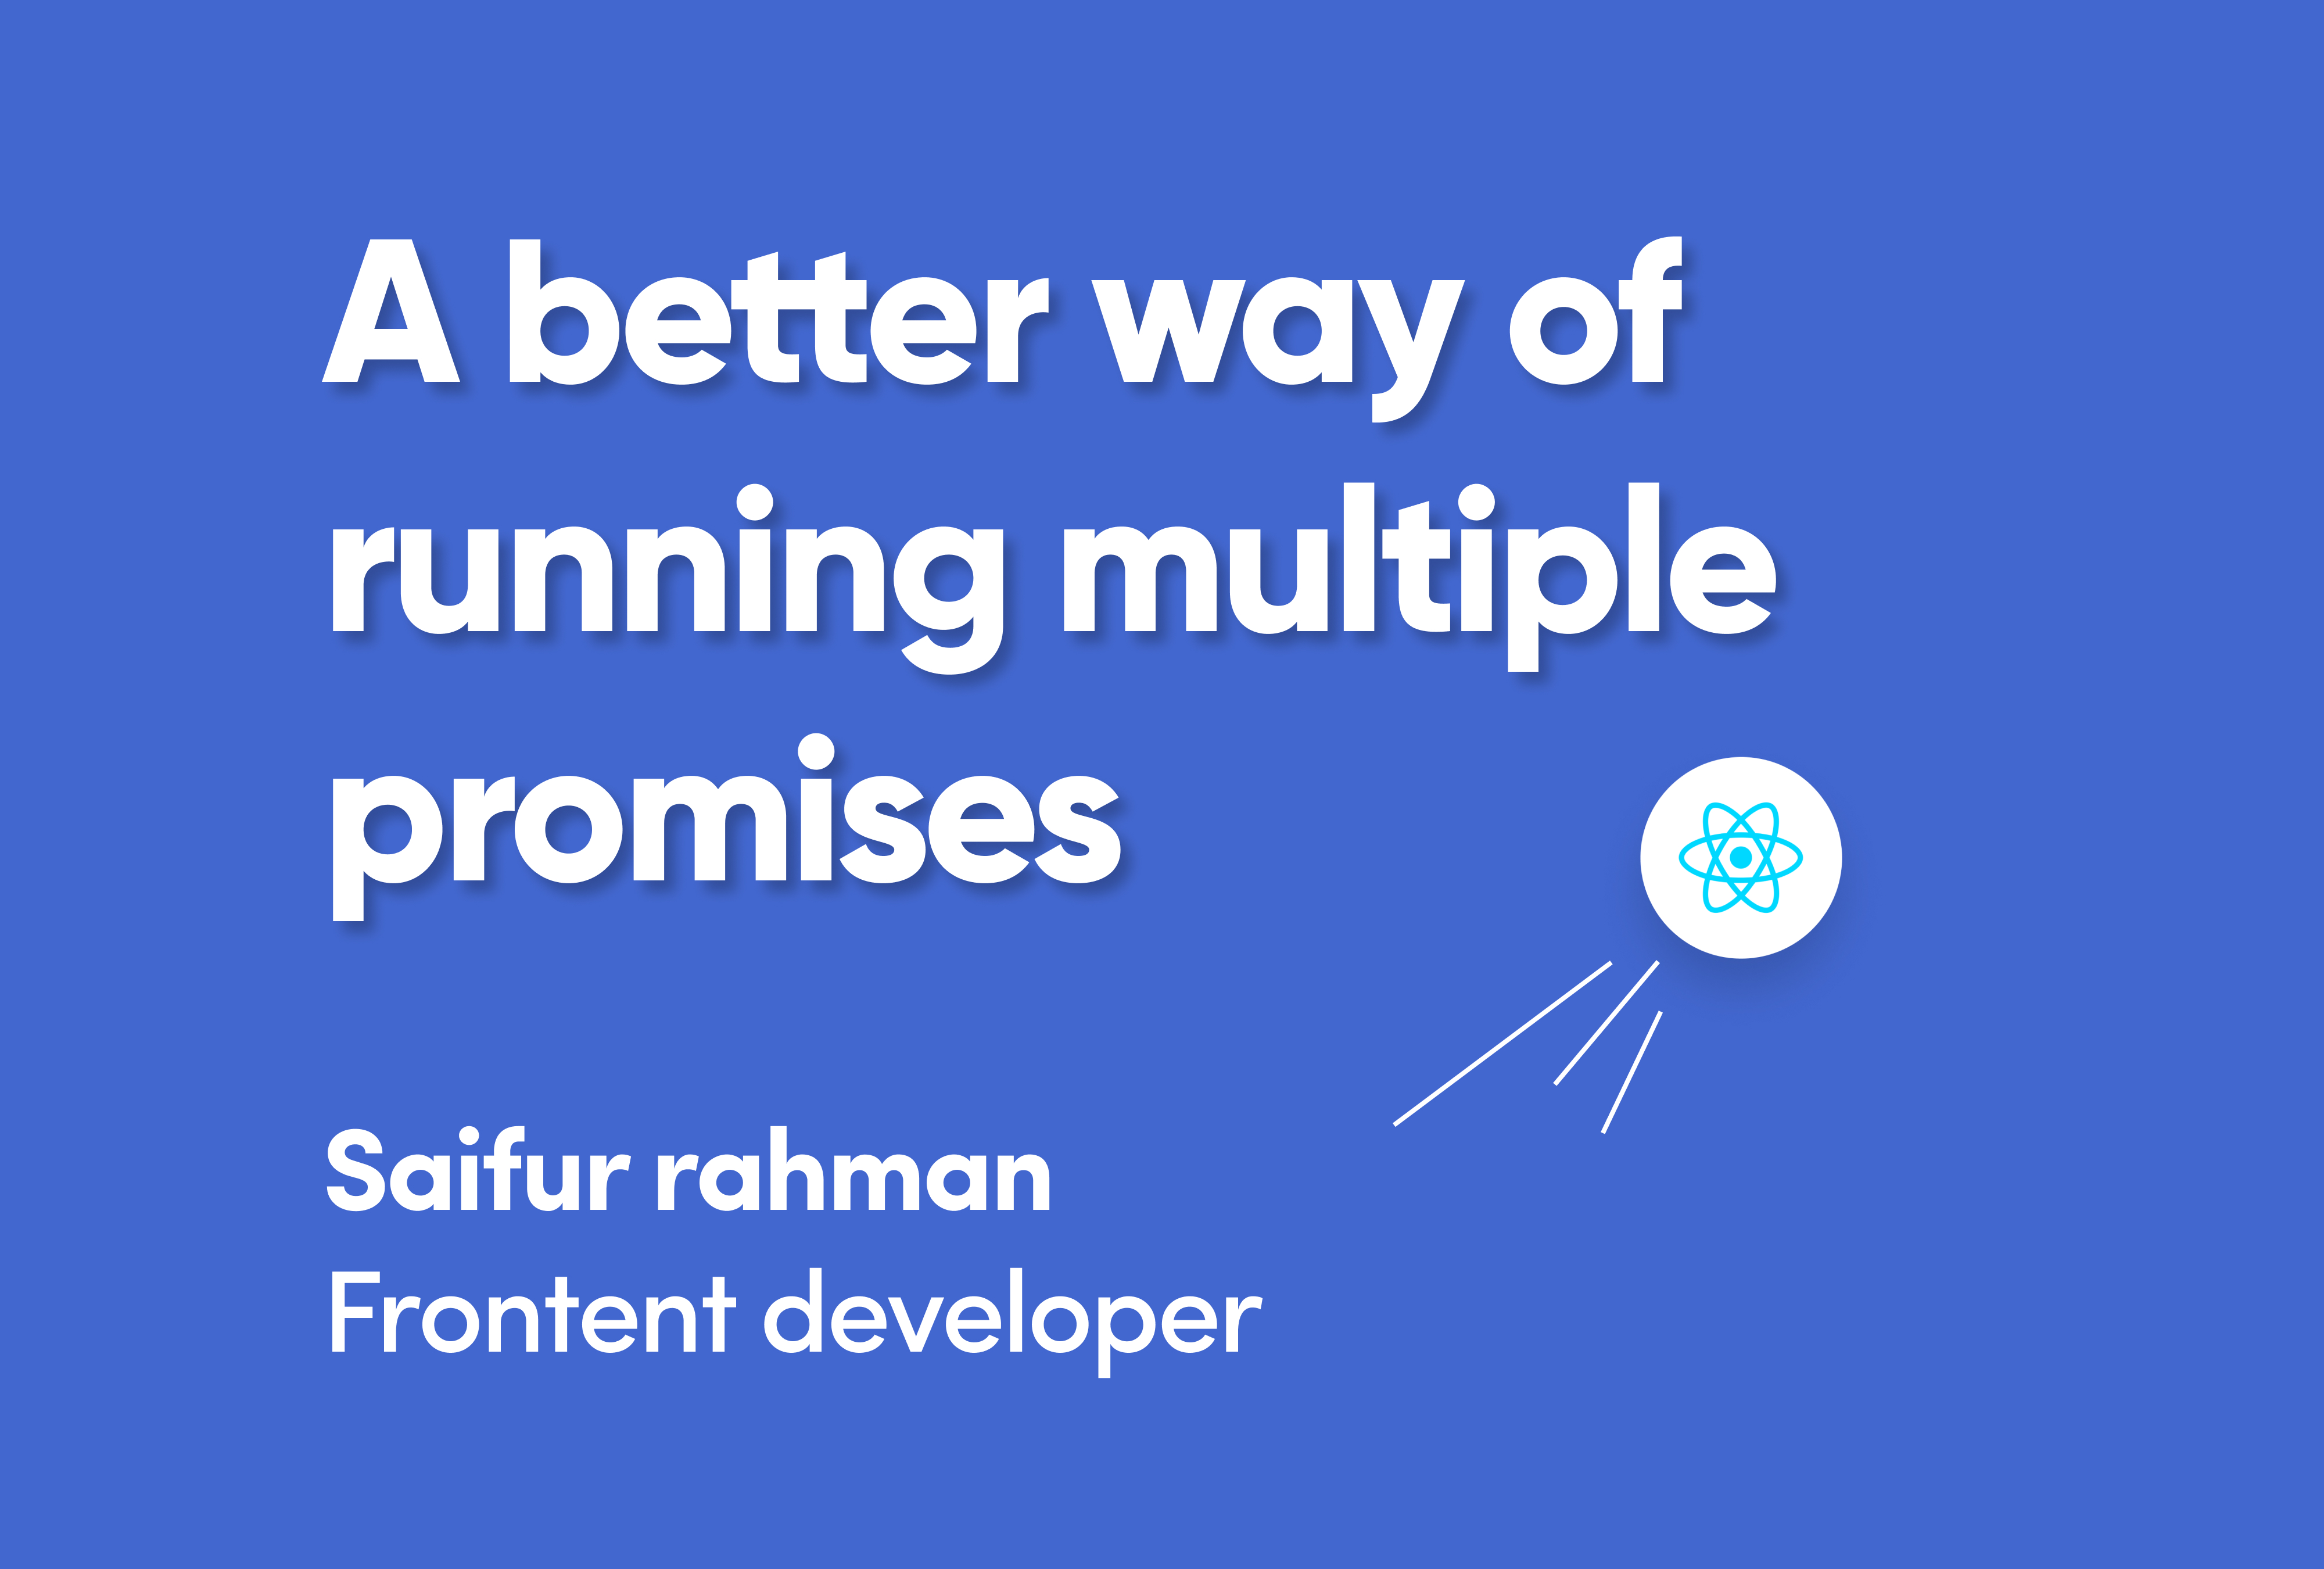 A better way of
running multiple
promises
Saifur rahman
Frontent developer